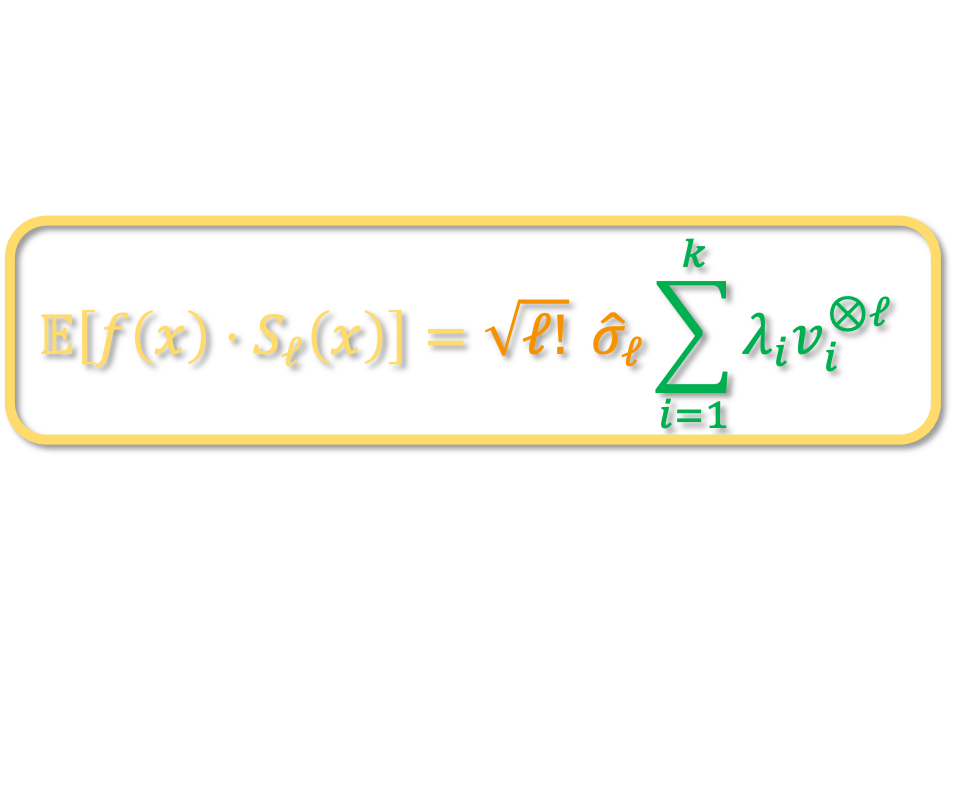 𝔼[f(x) · S_ℓ(x)] = √ℓ! σ̂_ℓ ∑_{i=1}^{k} λ_i v_i^{⊗ℓ}